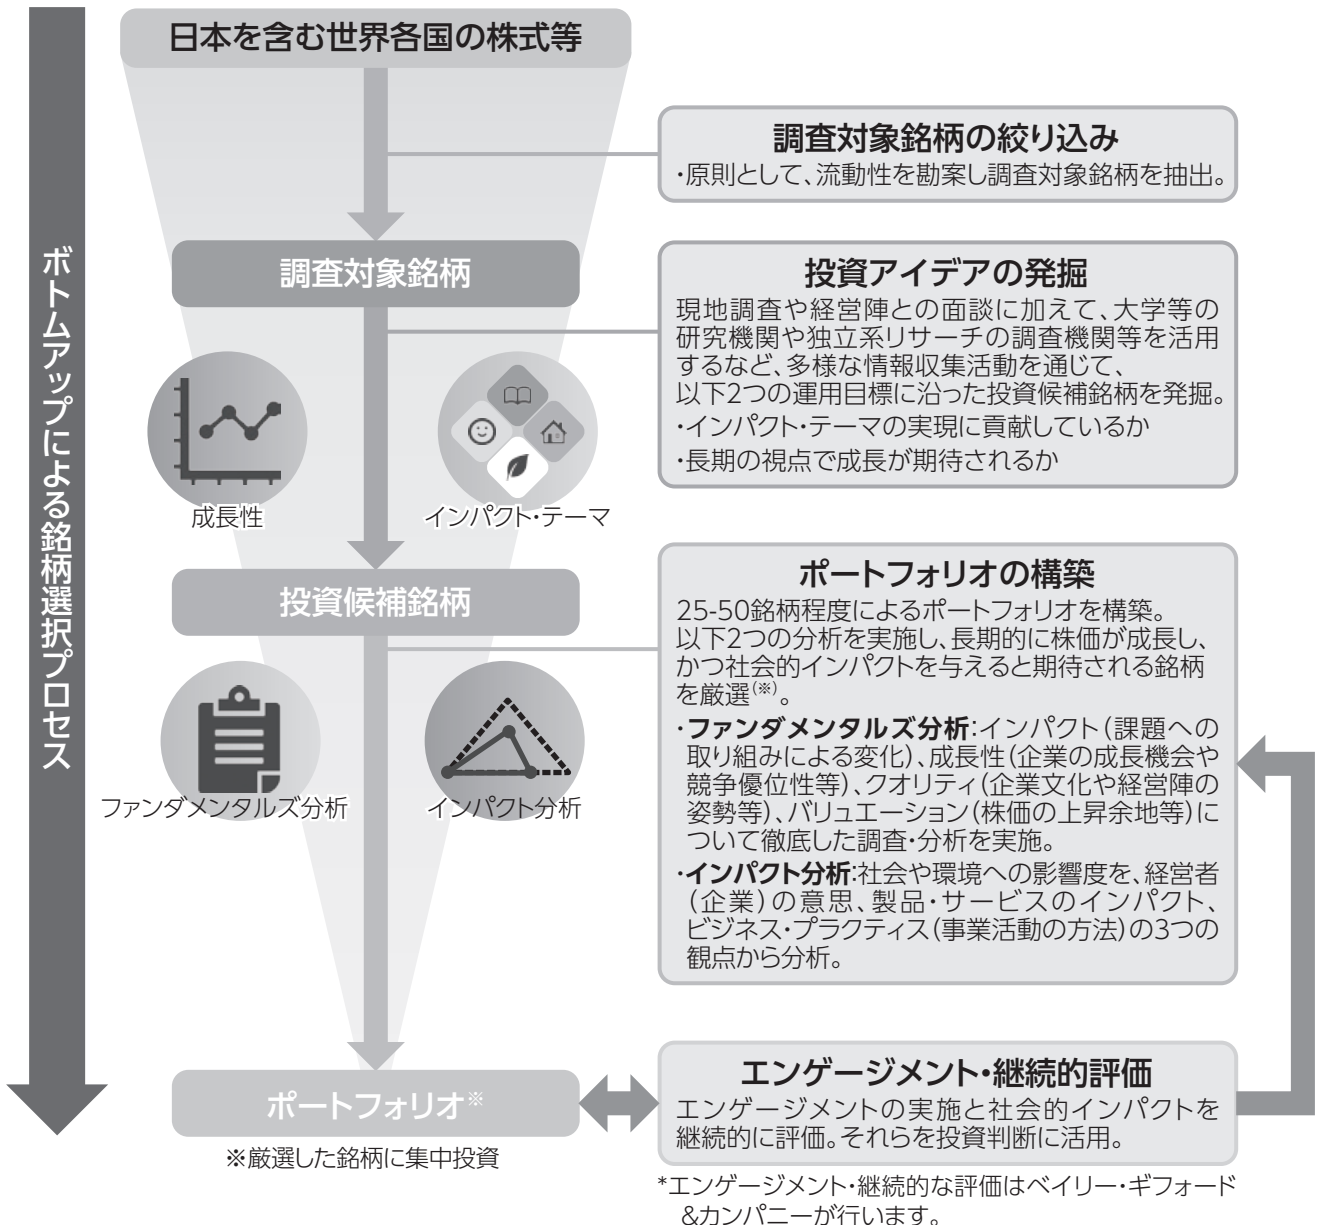 日本を含む世界各国の株式等
調査対象銘柄の絞り込み
・原則として、流動性を勘案し調査対象銘柄を抽出。
ボトムアップによる銘柄選択プロセス
調査対象銘柄
投資アイデアの発掘
現地調査や経営陣との面談に加えて、大学等の
研究機関や独立系リサーチの調査機関等を活用
するなど、多様な情報収集活動を通じて、
以下2つの運用目標に沿った投資候補銘柄を発掘。
・インパクト・テーマの実現に貢献しているか
・長期の視点で成長が期待されるか
成長性
インパクト・テーマ
投資候補銘柄
ポートフォリオの構築
25-50銘柄程度によるポートフォリオを構築。
以下2つの分析を実施し、長期的に株価が成長し、
かつ社会的インパクトを与えると期待される銘柄
を厳選(※)。
・ファンダメンタルズ分析:インパクト(課題への
取り組みによる変化)、成長性(企業の成長機会や
競争優位性等)、クオリティ(企業文化や経営陣の
姿勢等)、バリュエーション(株価の上昇余地等)に
ついて徹底した調査・分析を実施。
・インパクト分析:社会や環境への影響度を、経営者
(企業)の意思、製品・サービスのインパクト、
ビジネス・プラクティス(事業活動の方法)の3つの
観点から分析。
ファンダメンタルズ分析
インパクト分析
ポートフォリオ※
※厳選した銘柄に集中投資
エンゲージメント・継続的評価
エンゲージメントの実施と社会的インパクトを
継続的に評価。それらを投資判断に活用。
*エンゲージメント・継続的な評価はベイリー・ギフォード
&カンパニーが行います。